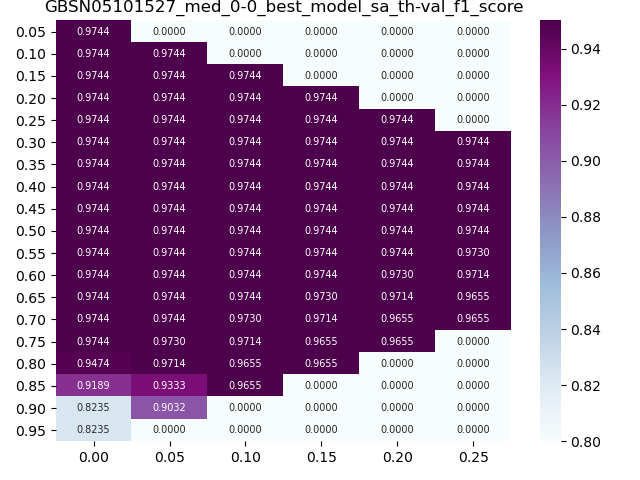 GBSN05101527_med_0-0_best_model_sa_th-val_f1_score
0.05 0.9744 0.0000 0.0000 0.0000 0.0000 0.0000
0.10 0.9744 0.9744 0.0000 0.0000 0.0000 0.0000
0.15 0.9744 0.9744 0.9744 0.0000 0.0000 0.0000
0.20 0.9744 0.9744 0.9744 0.9744 0.0000 0.0000
0.25 0.9744 0.9744 0.9744 0.9744 0.9744 0.0000
0.30 0.9744 0.9744 0.9744 0.9744 0.9744 0.9744
0.35 0.9744 0.9744 0.9744 0.9744 0.9744 0.9744
0.40 0.9744 0.9744 0.9744 0.9744 0.9744 0.9744
0.45 0.9744 0.9744 0.9744 0.9744 0.9744 0.9744
0.50 0.9744 0.9744 0.9744 0.9744 0.9744 0.9744
0.55 0.9744 0.9744 0.9744 0.9744 0.9744 0.9730
0.60 0.9744 0.9744 0.9744 0.9744 0.9730 0.9714
0.65 0.9744 0.9744 0.9744 0.9730 0.9714 0.9655
0.70 0.9744 0.9744 0.9730 0.9714 0.9655 0.9655
0.75 0.9744 0.9730 0.9714 0.9655 0.9655 0.0000
0.80 0.9474 0.9714 0.9655 0.9655 0.0000 0.0000
0.85 0.9189 0.9333 0.9655 0.0000 0.0000 0.0000
0.90 0.8235 0.9032 0.0000 0.0000 0.0000 0.0000
0.95 0.8235 0.0000 0.0000 0.0000 0.0000 0.0000
0.00 0.05 0.10 0.15 0.20 0.25
0.94
0.92
0.90
0.88
0.86
0.84
0.82
0.80